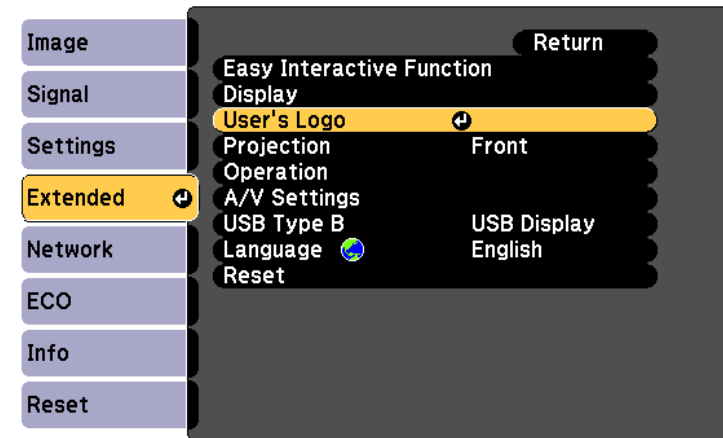 Image
Signal
Settings
Extended
Network
ECO
Info
Reset
Return
Easy Interactive Function
Display
User's Logo
Projection Front
Operation
A/V Settings
USB Type B USB Display
Language English
Reset